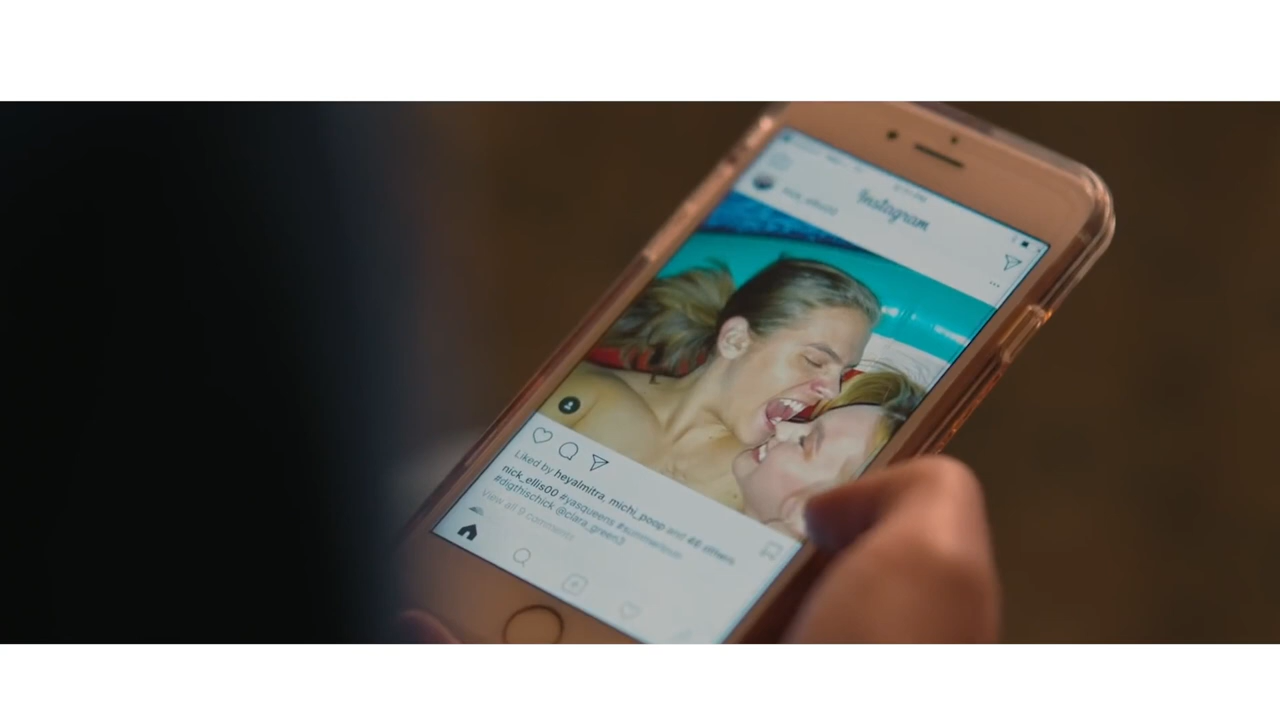 Instagram
Liked by heyalmitra, michi_poop and 46 others
nick_ellis00 #yasqueens #summerlovin
#digthischick @clara_green3
View all 9 comments